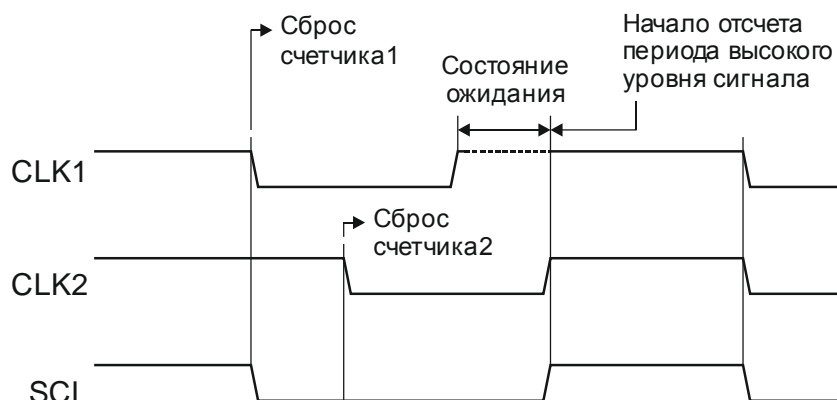 Сброс
счетчика1
Состояние
ожидания
Начало отсчета
периода высокого
уровня сигнала
CLK1
Сброс
счетчика2
CLK2
SCL